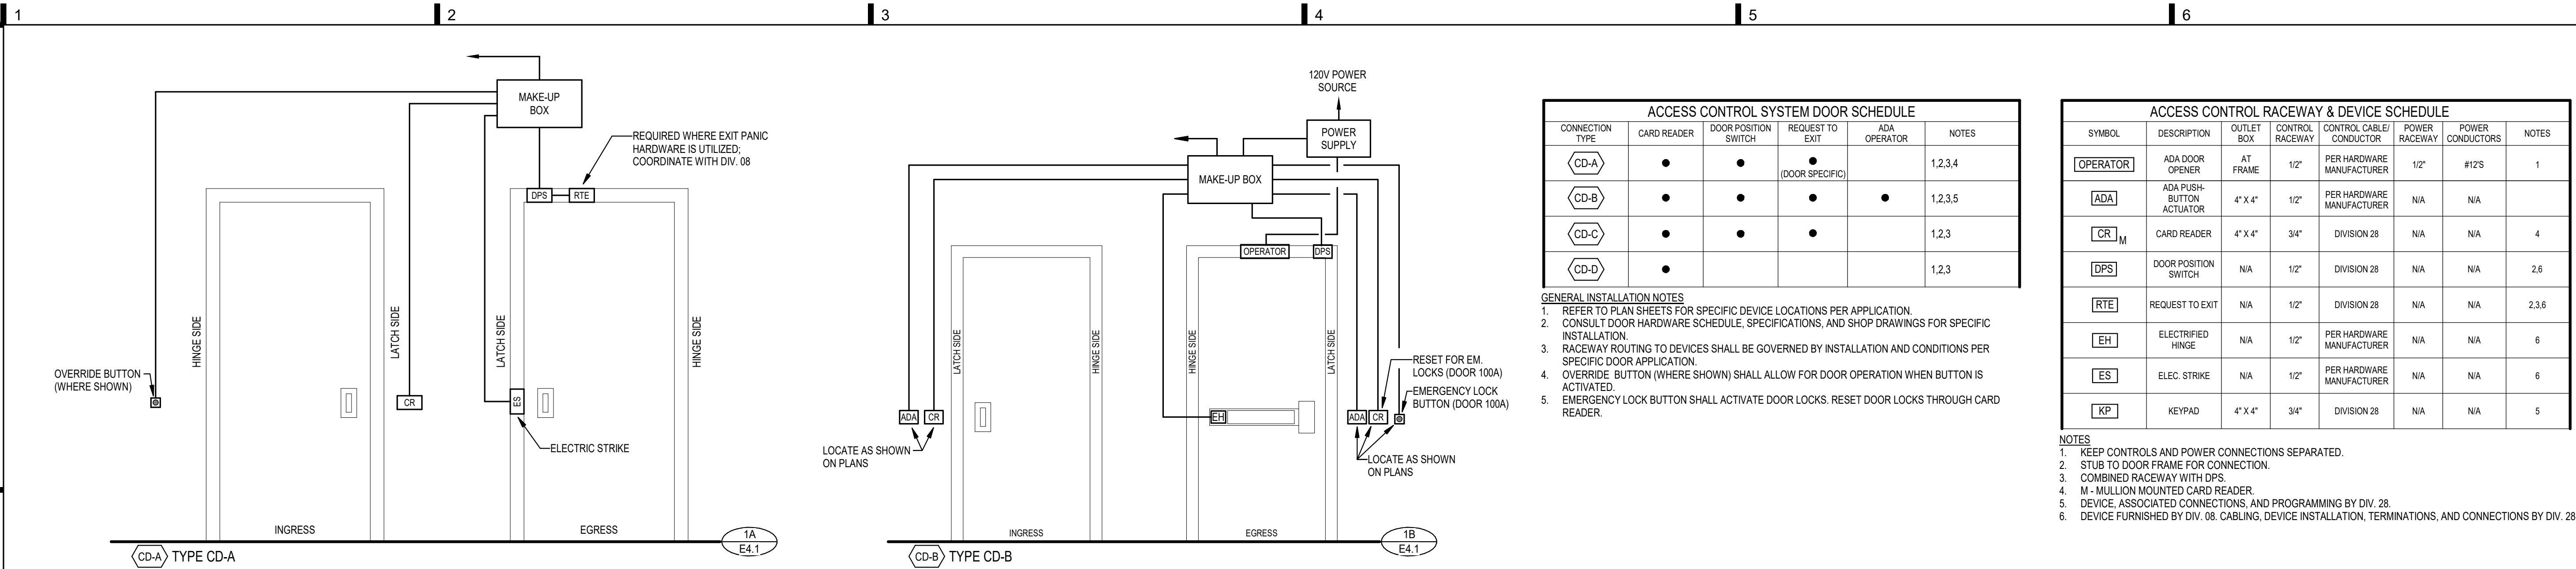 1
2
3
4
5
6
MAKE-UP
BOX
REQUIRED WHERE EXIT PANIC
HARDWARE IS UTILIZED;
COORDINATE WITH DIV. 08
DPS
RTE
HINGE SIDE
LATCH SIDE
LATCH SIDE
HINGE SIDE
OVERRIDE BUTTON
(WHERE SHOWN)
CR
ES
ELECTRIC STRIKE
INGRESS
EGRESS
1A
E4.1
CD-A TYPE CD-A
120V POWER
SOURCE
POWER
SUPPLY
MAKE-UP BOX
OPERATOR
DPS
LATCH SIDE
HINGE SIDE
HINGE SIDE
LATCH SIDE
RESET FOR EM.
LOCKS (DOOR 100A)
EMERGENCY LOCK
BUTTON (DOOR 100A)
ADA
CR
EH
ADA
CR
LOCATE AS SHOWN
ON PLANS
LOCATE AS SHOWN
ON PLANS
INGRESS
EGRESS
1B
E4.1
CD-B TYPE CD-B
ACCESS CONTROL SYSTEM DOOR SCHEDULE
CONNECTION TYPE CARD READER DOOR POSITION SWITCH REQUEST TO EXIT ADA OPERATOR NOTES
CD-A ● ● ● (DOOR SPECIFIC) 1,2,3,4
CD-B ● ● ● ● 1,2,3,5
CD-C ● ● ● 1,2,3
CD-D ● 1,2,3
GENERAL INSTALLATION NOTES
1. REFER TO PLAN SHEETS FOR SPECIFIC DEVICE LOCATIONS PER APPLICATION.
2. CONSULT DOOR HARDWARE SCHEDULE, SPECIFICATIONS, AND SHOP DRAWINGS FOR SPECIFIC
INSTALLATION.
3. RACEWAY ROUTING TO DEVICES SHALL BE GOVERNED BY INSTALLATION AND CONDITIONS PER
SPECIFIC DOOR APPLICATION.
4. OVERRIDE BUTTON (WHERE SHOWN) SHALL ALLOW FOR DOOR OPERATION WHEN BUTTON IS
ACTIVATED.
5. EMERGENCY LOCK BUTTON SHALL ACTIVATE DOOR LOCKS. RESET DOOR LOCKS THROUGH CARD
READER.
ACCESS CONTROL RACEWAY & DEVICE SCHEDULE
SYMBOL DESCRIPTION OUTLET BOX CONTROL RACEWAY CONTROL CABLE/ CONDUCTOR POWER RACEWAY POWER CONDUCTORS NOTES
OPERATOR ADA DOOR OPENER AT FRAME 1/2" PER HARDWARE MANUFACTURER 1/2" #12'S 1
ADA ADA PUSH-BUTTON ACTUATOR 4" X 4" 1/2" PER HARDWARE MANUFACTURER N/A N/A
CR M CARD READER 4" X 4" 3/4" DIVISION 28 N/A N/A 4
DPS DOOR POSITION SWITCH N/A 1/2" DIVISION 28 N/A N/A 2,6
RTE REQUEST TO EXIT N/A 1/2" DIVISION 28 N/A N/A 2,3,6
EH ELECTRIFIED HINGE N/A 1/2" PER HARDWARE MANUFACTURER N/A N/A 6
ES ELEC. STRIKE N/A 1/2" PER HARDWARE MANUFACTURER N/A N/A 6
KP KEYPAD 4" X 4" 3/4" DIVISION 28 N/A N/A 5
NOTES
1. KEEP CONTROLS AND POWER CONNECTIONS SEPARATED.
2. STUB TO DOOR FRAME FOR CONNECTION.
3. COMBINED RACEWAY WITH DPS.
4. M - MULLION MOUNTED CARD READER.
5. DEVICE, ASSOCIATED CONNECTIONS, AND PROGRAMMING BY DIV. 28.
6. DEVICE FURNISHED BY DIV. 08. CABLING, DEVICE INSTALLATION, TERMINATIONS, AND CONNECTIONS BY DIV. 28